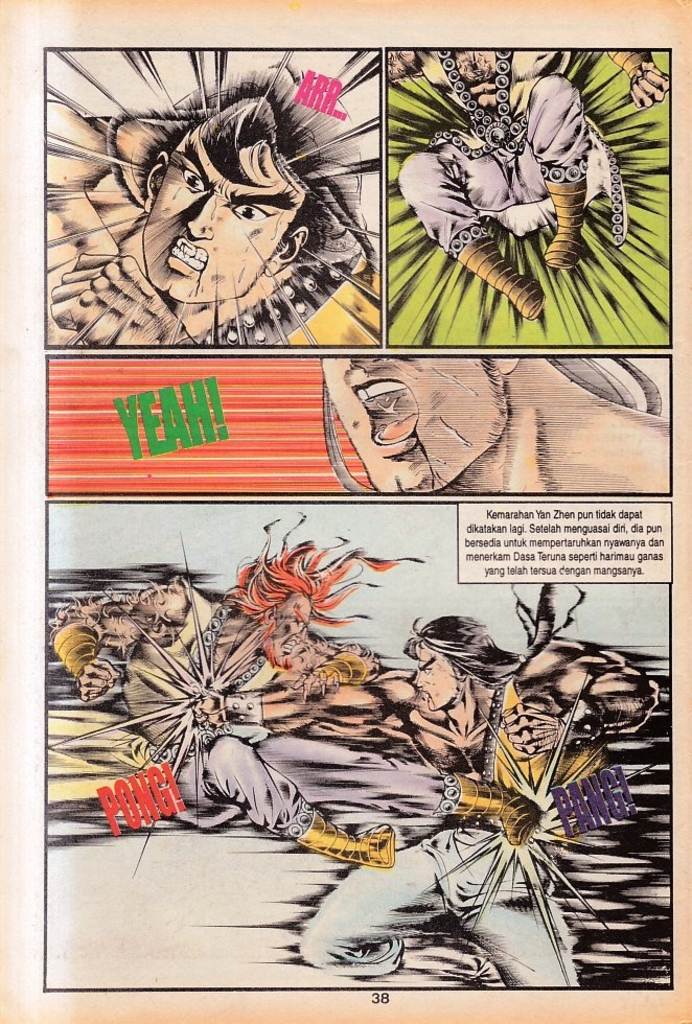 ARR...
YEAH!
Kemarahan Yan Zhen pun tidak dapat
dikatakan lagi. Setelah menguasai diri, dia pun
bersedia untuk mempertaruhkan nyawanya dan
menerkam Dasa Teruna seperti harimau ganas
yang telah tersua dengan mangsanya.
PONG!
PANG!
38